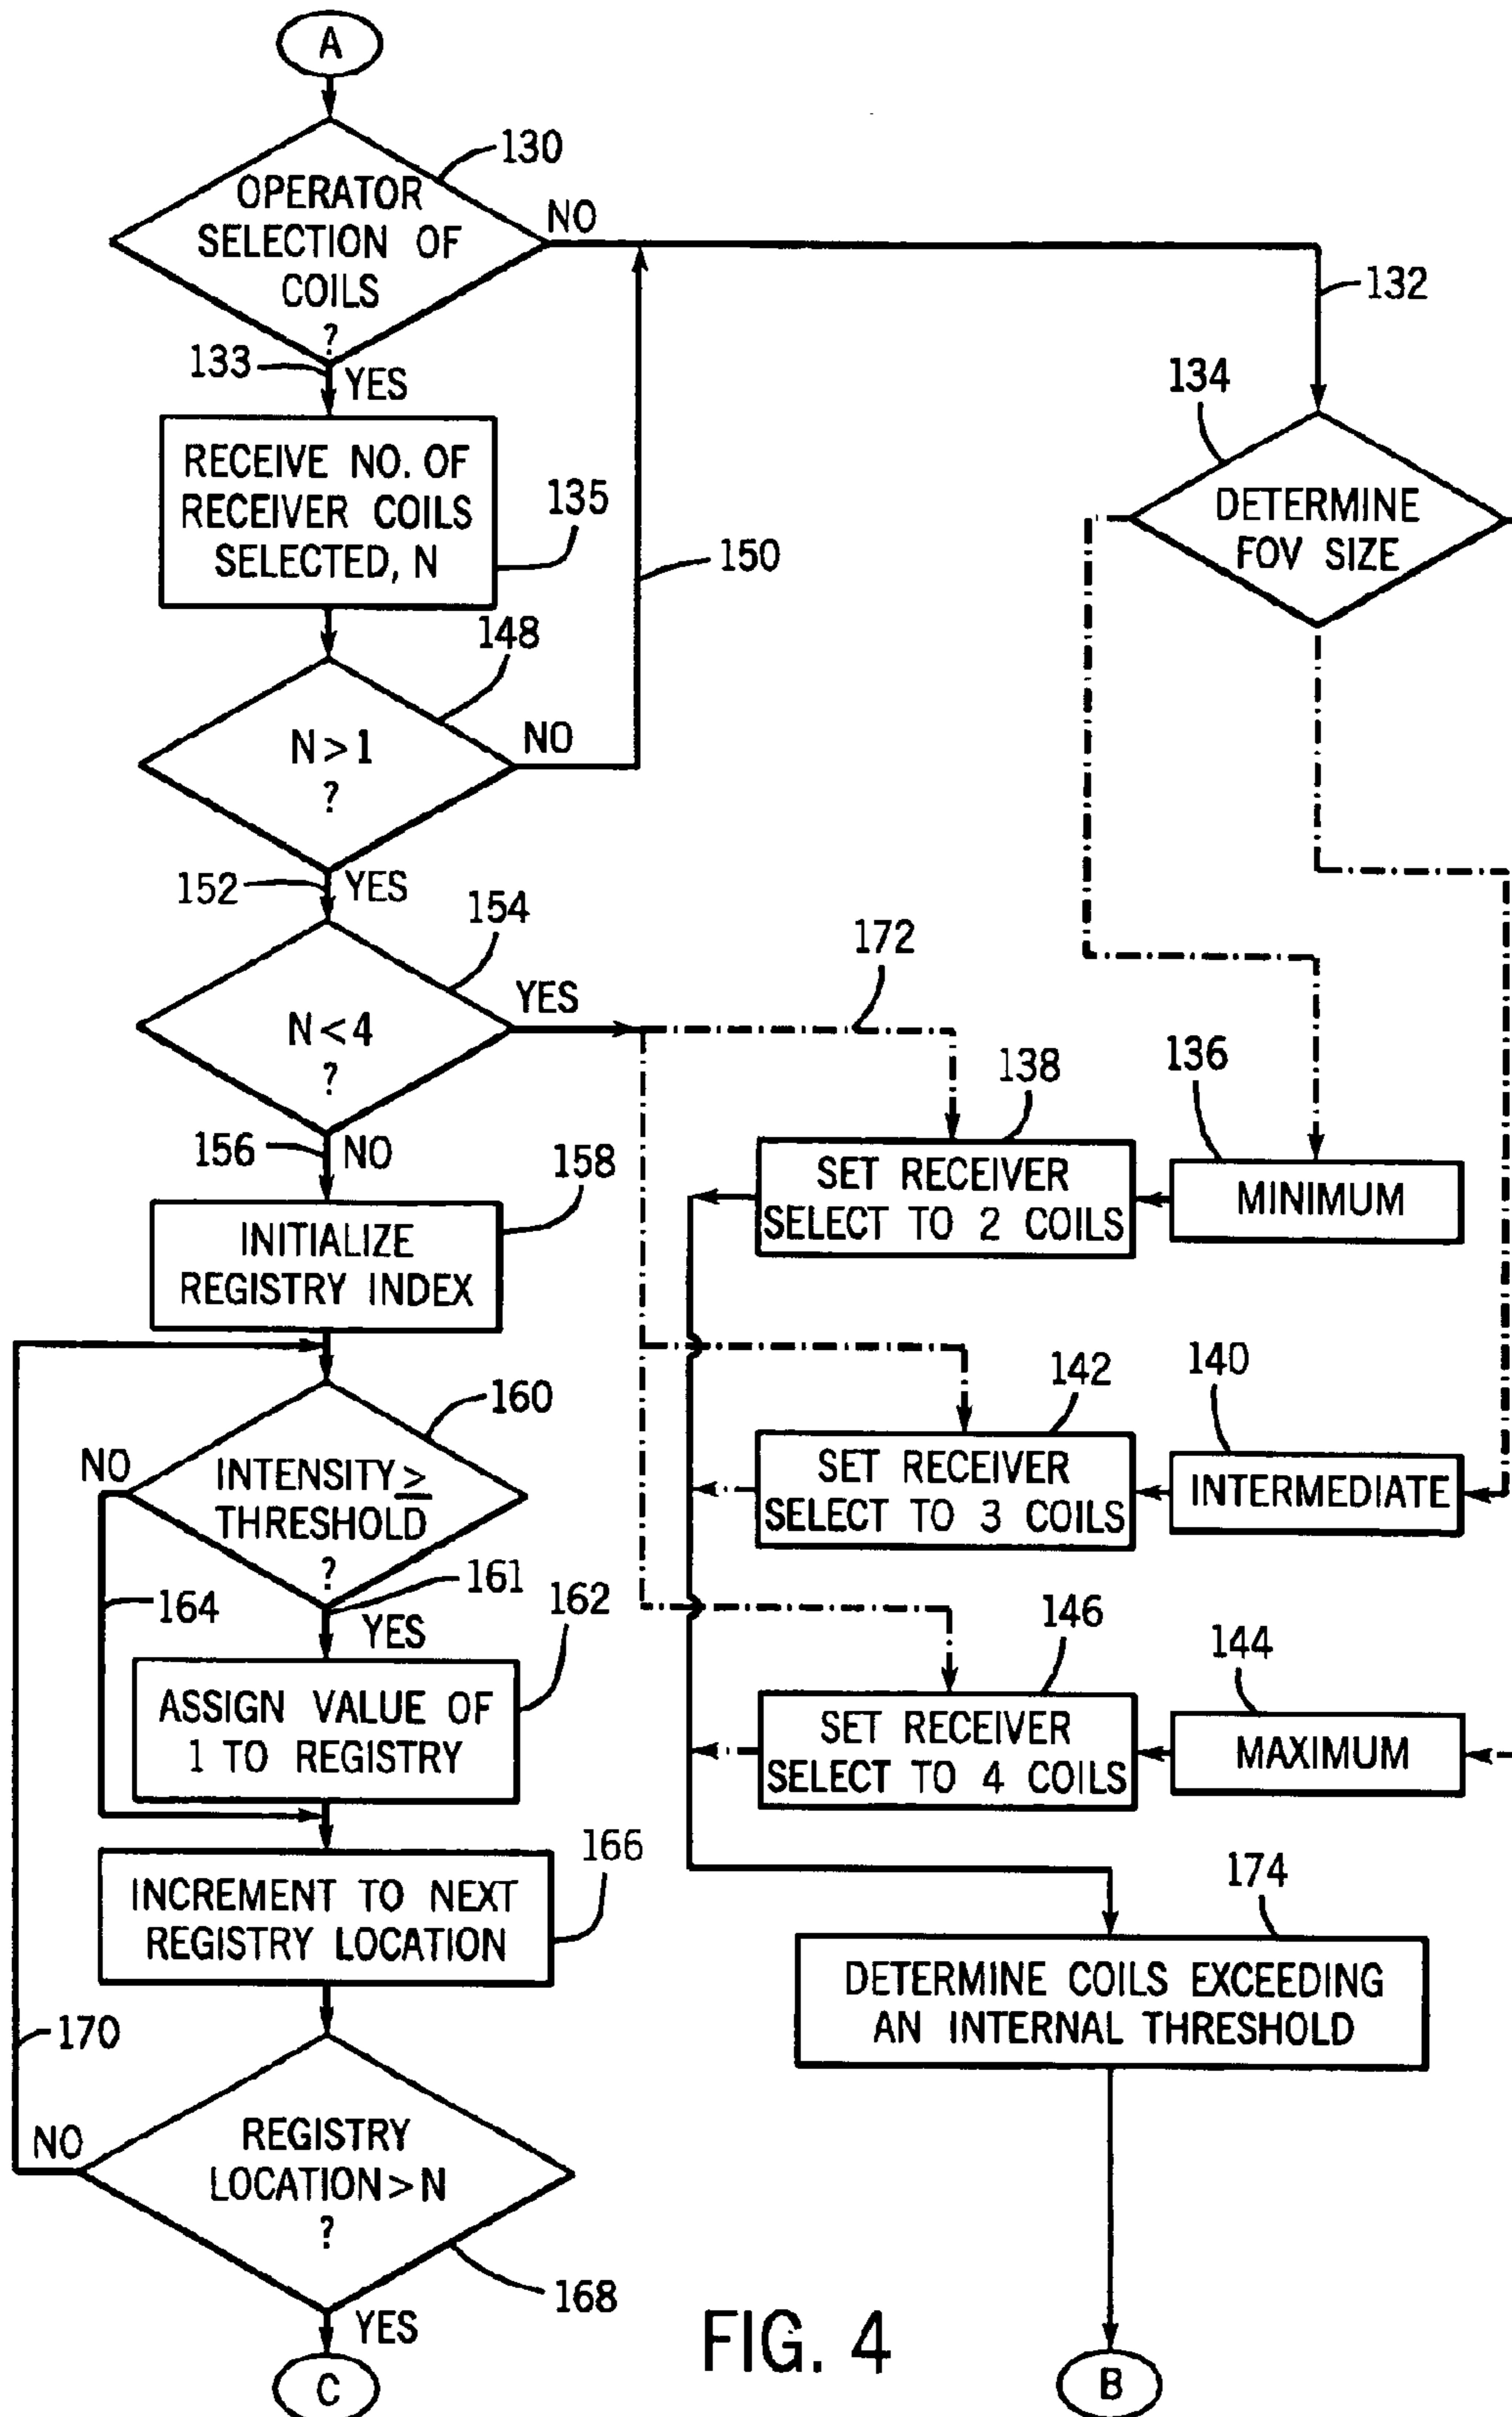 A
130
OPERATOR
SELECTION OF
COILS
?
NO
132
133
YES
134
DETERMINE
FOV SIZE
RECEIVE NO. OF
RECEIVER COILS
SELECTED, N
135
150
148
N>1
?
NO
152
YES
154
N<4
?
YES
172
156
NO
138
SET RECEIVER
SELECT TO 2 COILS
136
MINIMUM
158
INITIALIZE
REGISTRY INDEX
160
INTENSITY ≥
THRESHOLD
?
NO
142
SET RECEIVER
SELECT TO 3 COILS
140
INTERMEDIATE
164
161
YES
162
ASSIGN VALUE OF
1 TO REGISTRY
146
SET RECEIVER
SELECT TO 4 COILS
144
MAXIMUM
166
INCREMENT TO NEXT
REGISTRY LOCATION
174
DETERMINE COILS EXCEEDING
AN INTERNAL THRESHOLD
170
NO
REGISTRY
LOCATION>N
?
168
YES
C
FIG. 4
B